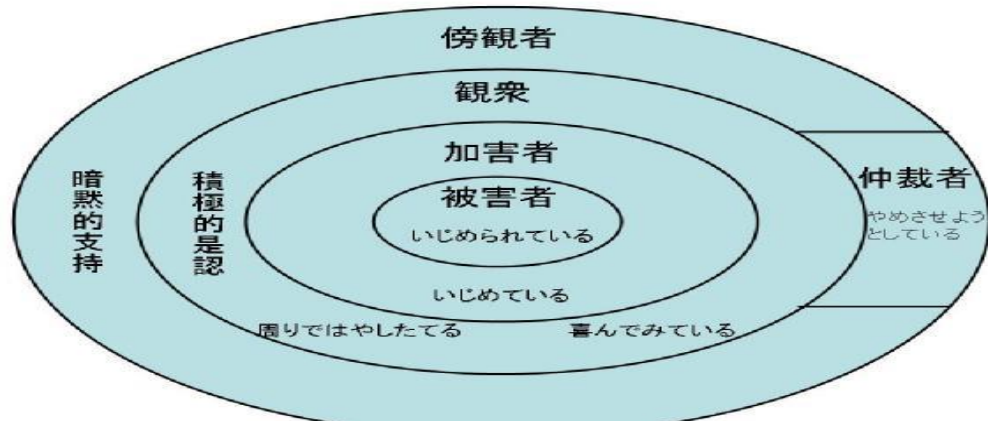 傍観者
観衆
加害者
被害者
いじめられている
いじめている
周りではやしたてる
喜んでみている
積極的是認
暗黙的支持
仲裁者
やめさせよう
としている